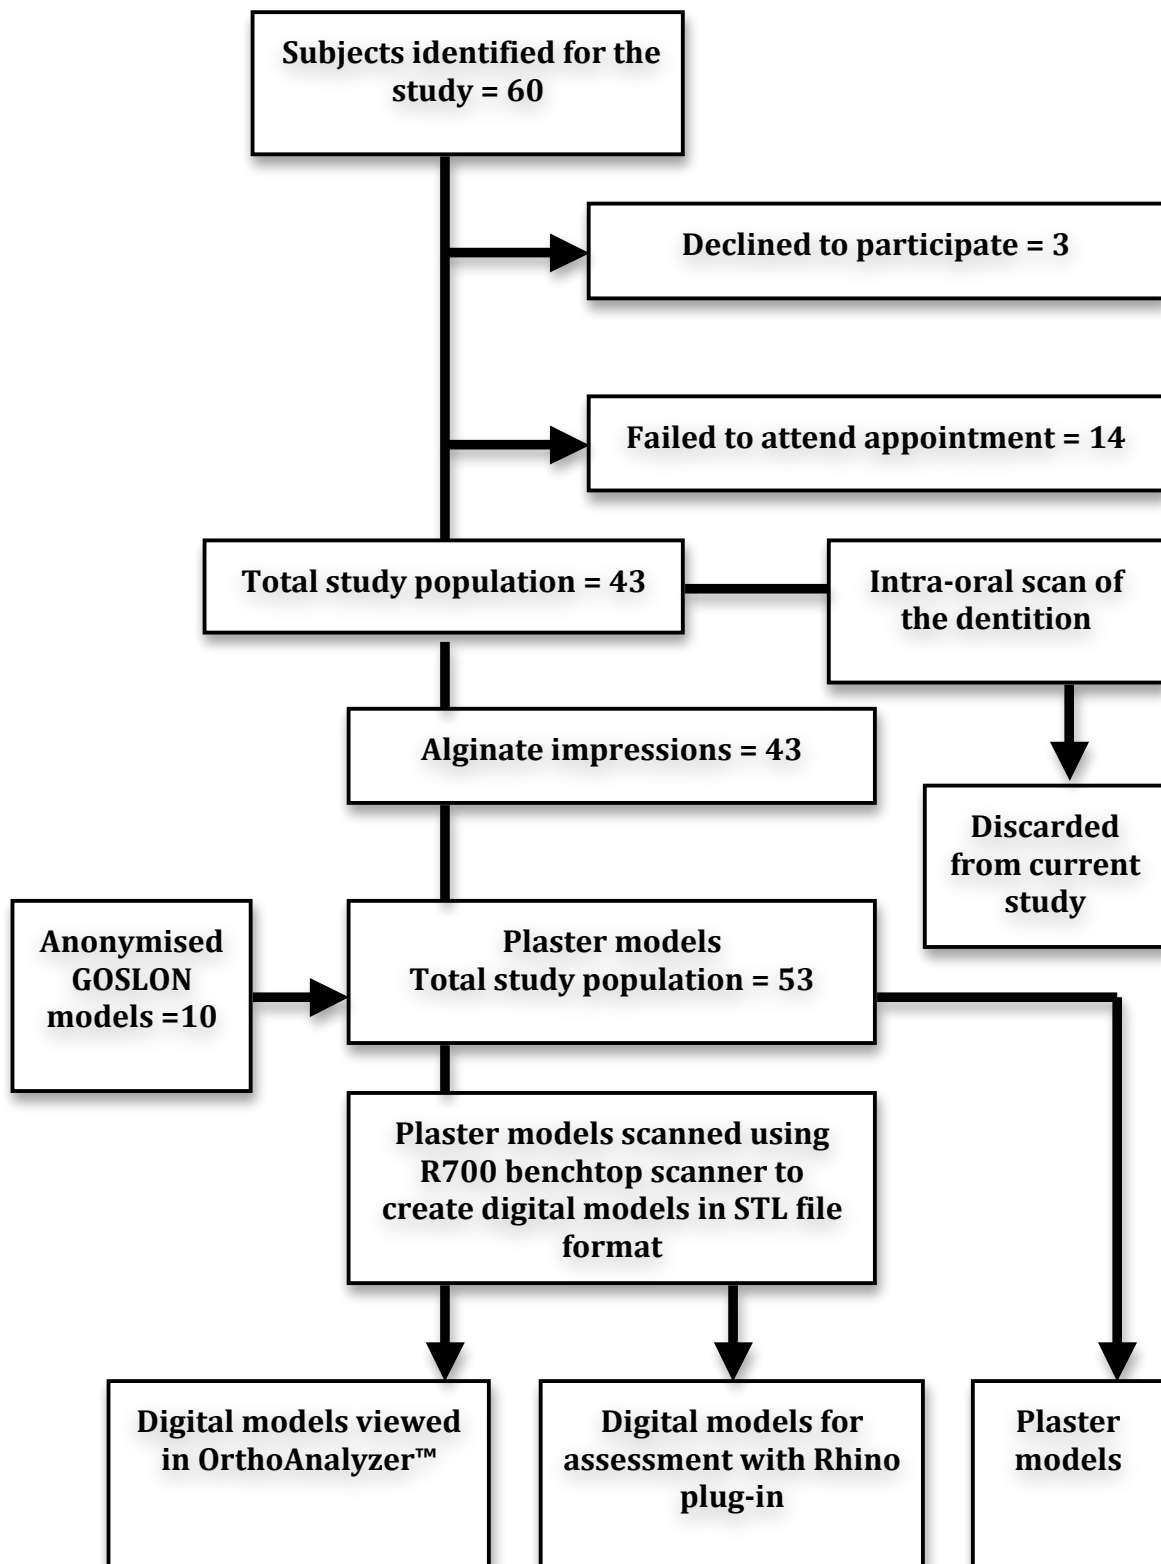 Subjects identified for the
study = 60
Declined to participate = 3
Failed to attend appointment = 14
Total study population = 43
Intra-oral scan of
the dentition
Alginate impressions = 43
Discarded
from current
study
Anonymised
GOSLON
models =10
Plaster models
Total study population = 53
Plaster models scanned using
R700 benchtop scanner to
create digital models in STL file
format
Digital models viewed
in OrthoAnalyzer™
Digital models for
assessment with Rhino
plug-in
Plaster
models